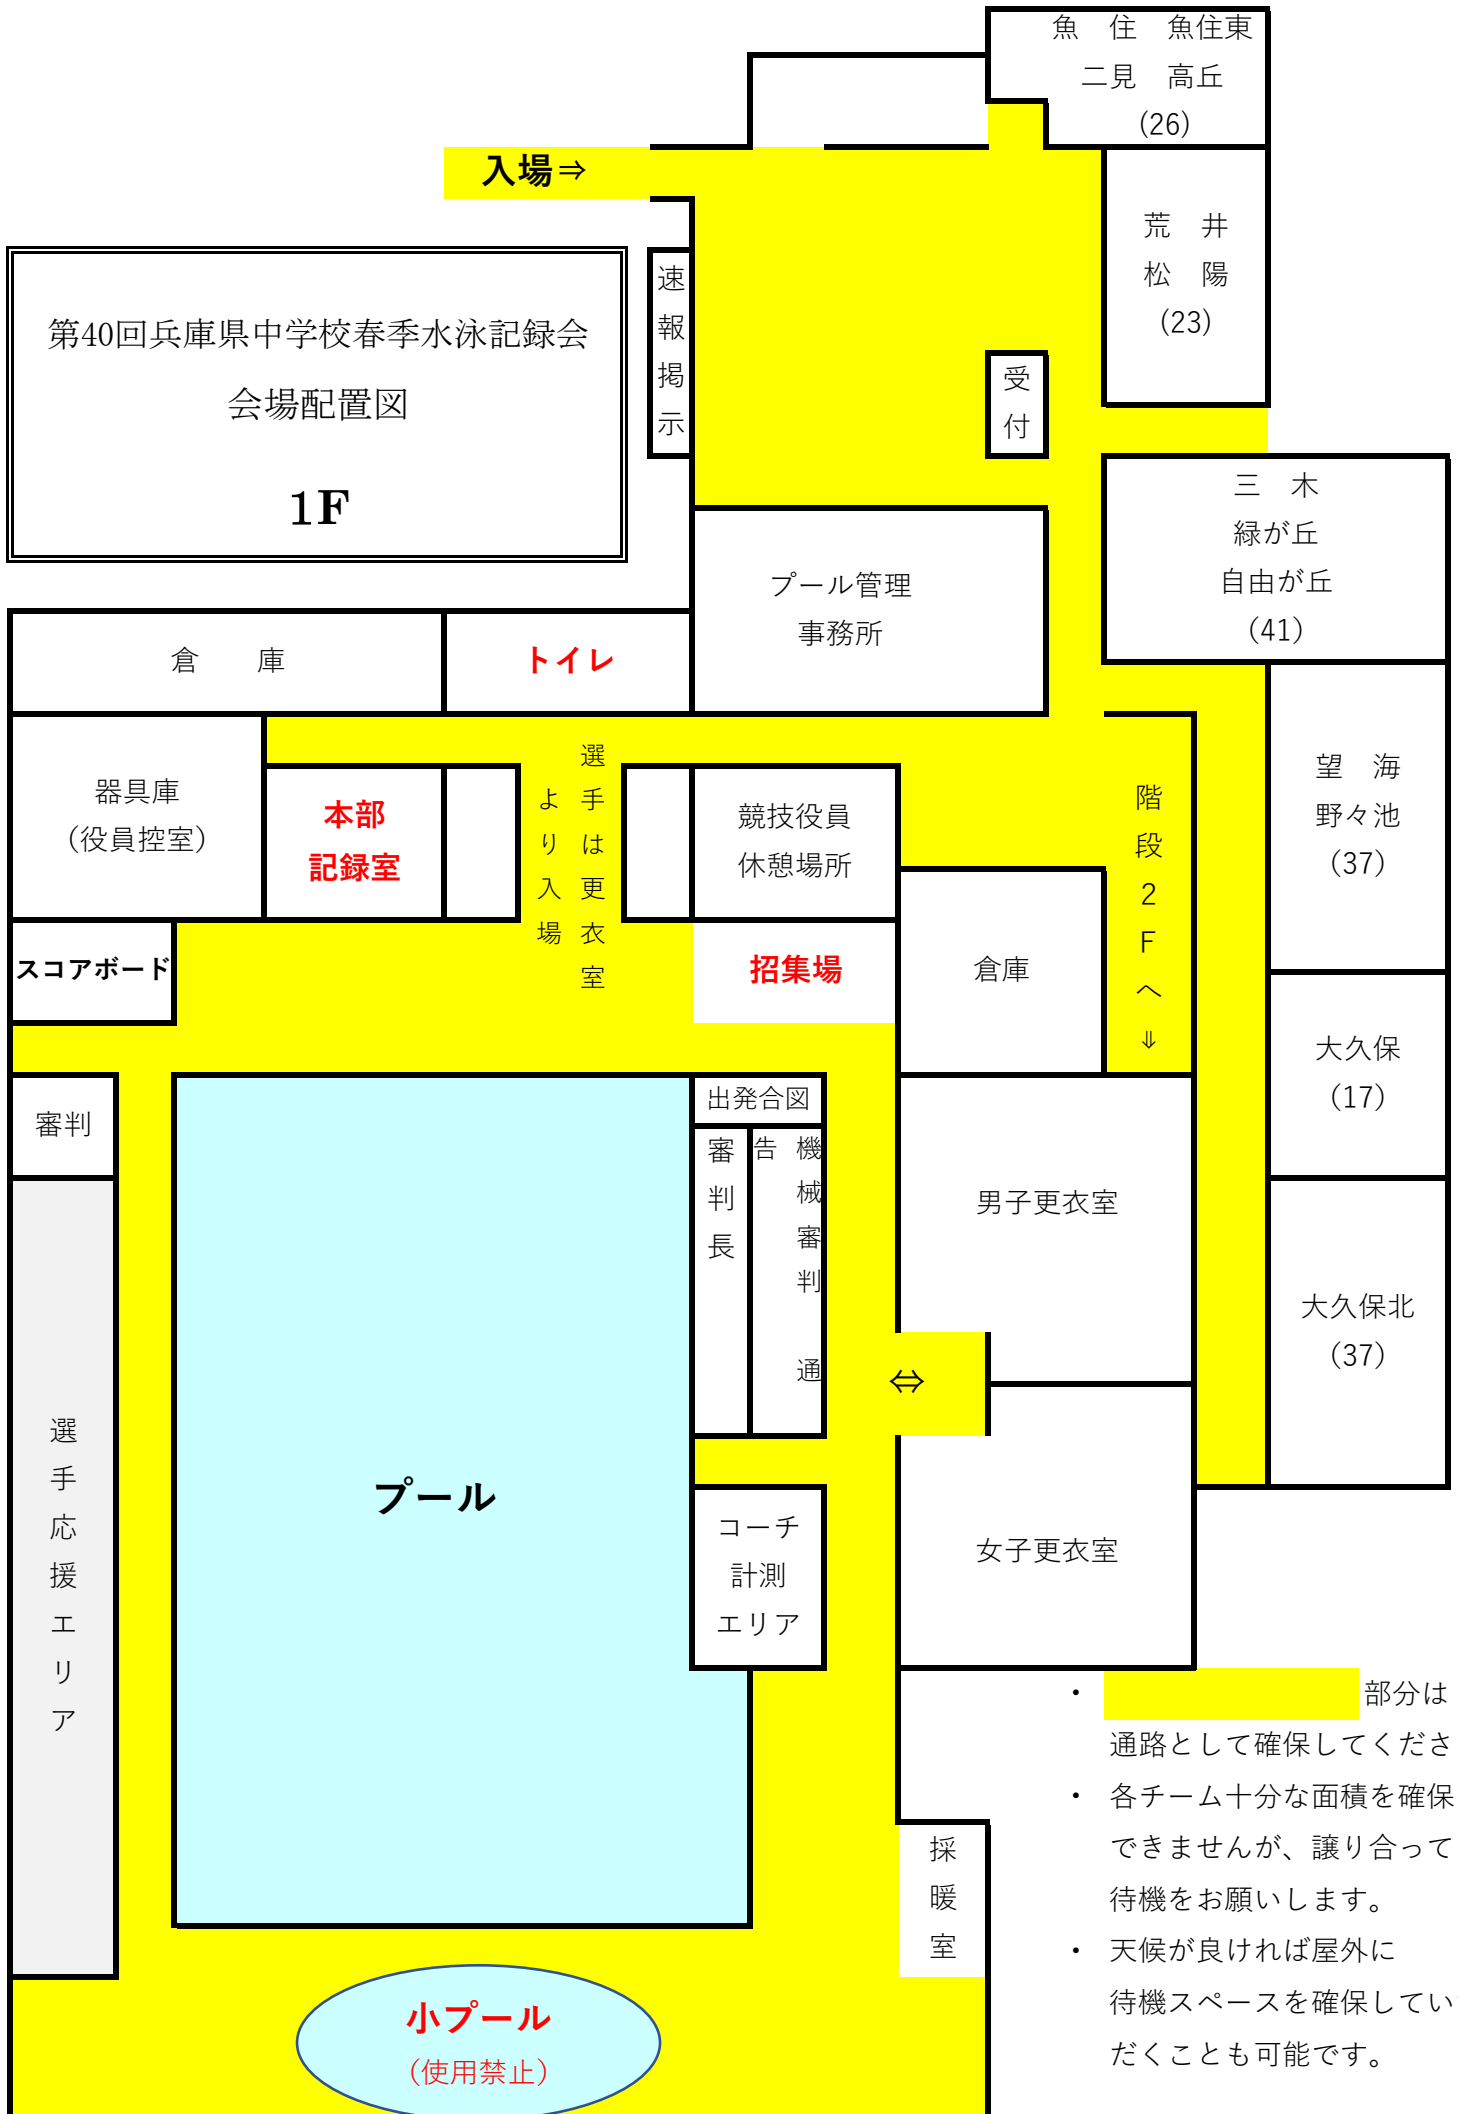 魚　住　魚住東
二見　高丘
(26)
入場⇒
荒　井
松　陽
(23)
速報掲示
第40回兵庫県中学校春季水泳記録会
会場配置図
1F
受付
三　木
緑が丘
自由が丘
(41)
プール管理
事務所
倉　　庫
トイレ
選手は更衣室
より入場
器具庫
（役員控室）
本部
記録室
競技役員
休憩場所
階段2Fへ⇓
望　海
野々池
(37)
スコアボード
招集場
倉庫
大久保
(17)
審判
出発合図
審判長
機械審判　通
告
男子更衣室
大久保北
(37)
⇔
選手応援エリア
プール
コーチ
計測
エリア
女子更衣室
・　　　　　部分は
通路として確保してくださ
・ 各チーム十分な面積を確保
できませんが、譲り合って
待機をお願いします。
採暖室
・ 天候が良ければ屋外に
待機スペースを確保してい
だくことも可能です。
小プール
（使用禁止）